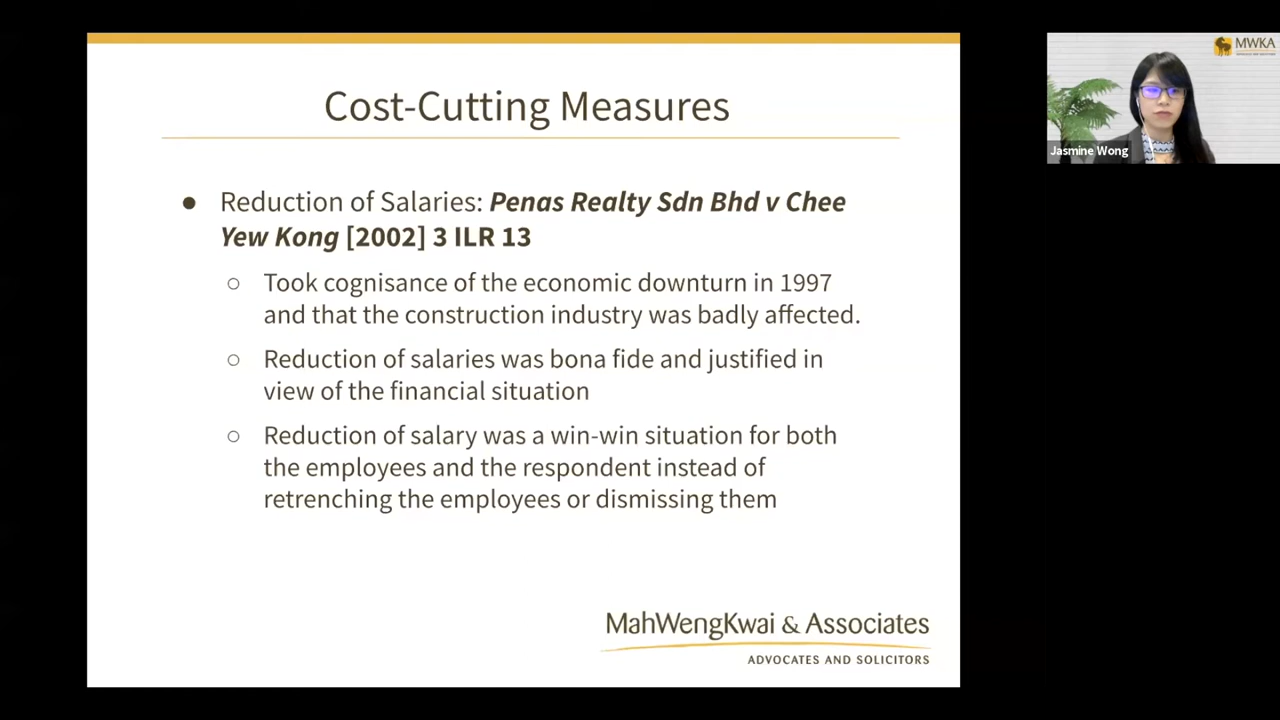 Cost-Cutting Measures
● Reduction of Salaries: Penas Realty Sdn Bhd v Chee
Yew Kong [2002] 3 ILR 13
○ Took cognisance of the economic downturn in 1997
and that the construction industry was badly affected.
○ Reduction of salaries was bona fide and justified in
view of the financial situation
○ Reduction of salary was a win-win situation for both
the employees and the respondent instead of
retrenching the employees or dismissing them
MahWengKwai & Associates
ADVOCATES AND SOLICITORS
MWKA
Jasmine Wong